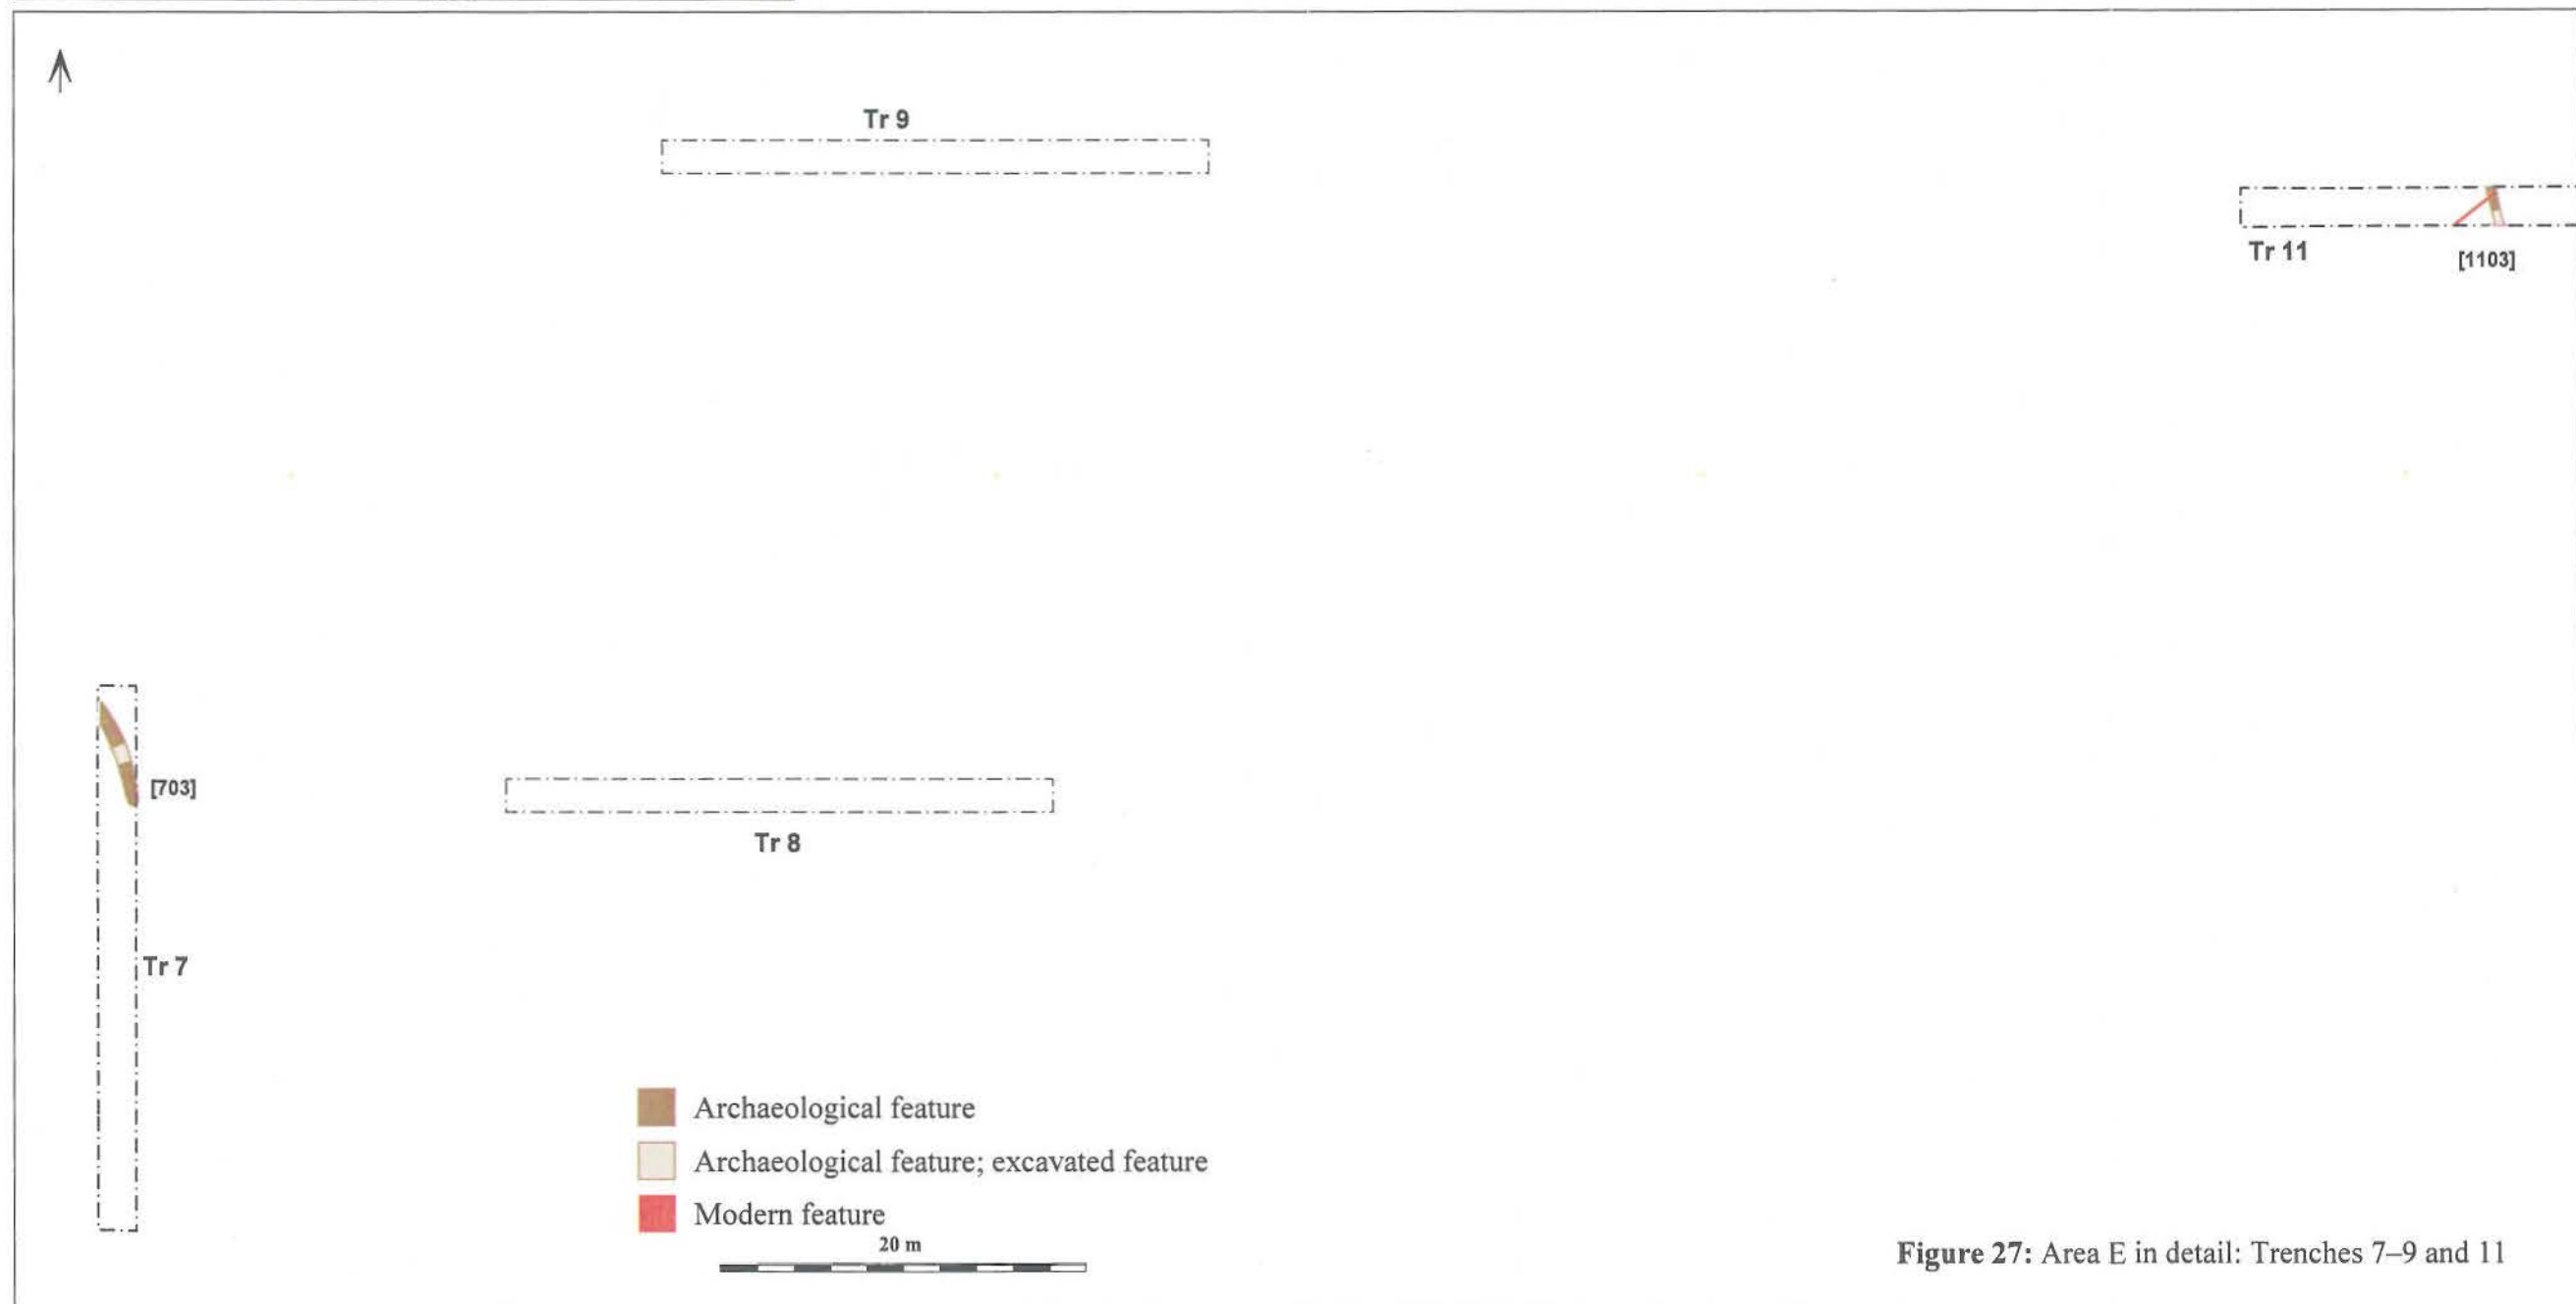 Tr 9
Tr 11
[1103]
[703]
Tr 8
Tr 7
Archaeological feature
Archaeological feature; excavated feature
Modern feature
20 m
Figure 27: Area E in detail: Trenches 7–9 and 11